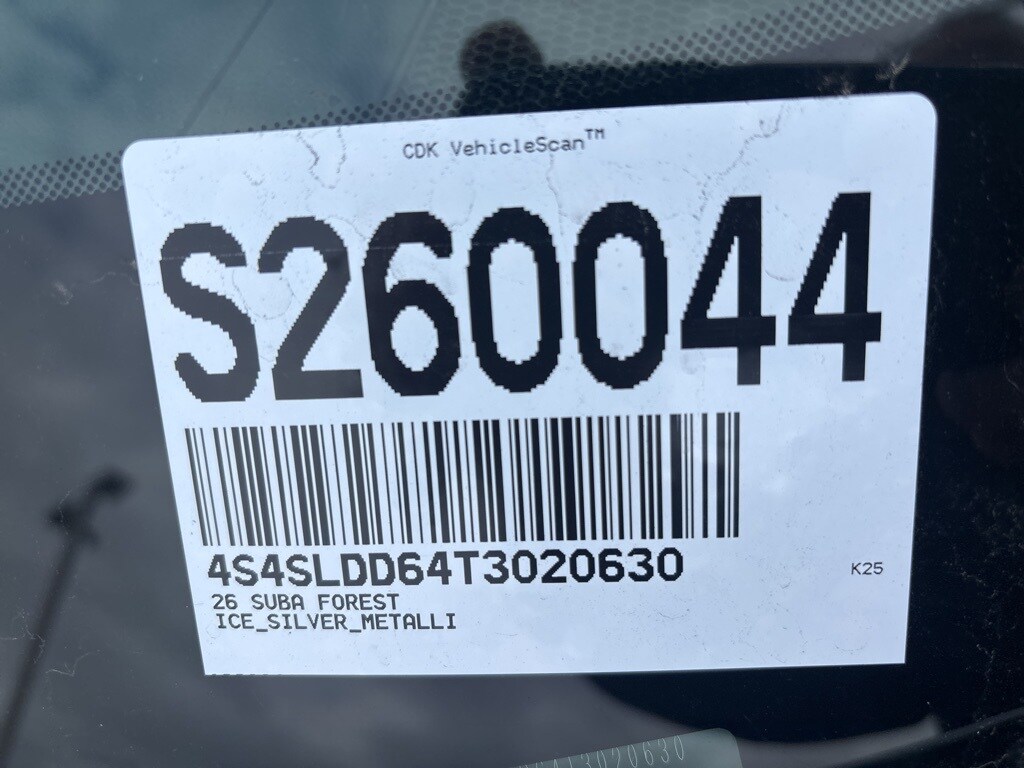 CDK VehicleScan™
S260044
4S4SLDD64T3020630
K25
26 SUBA FOREST
ICE_SILVER_METALLI